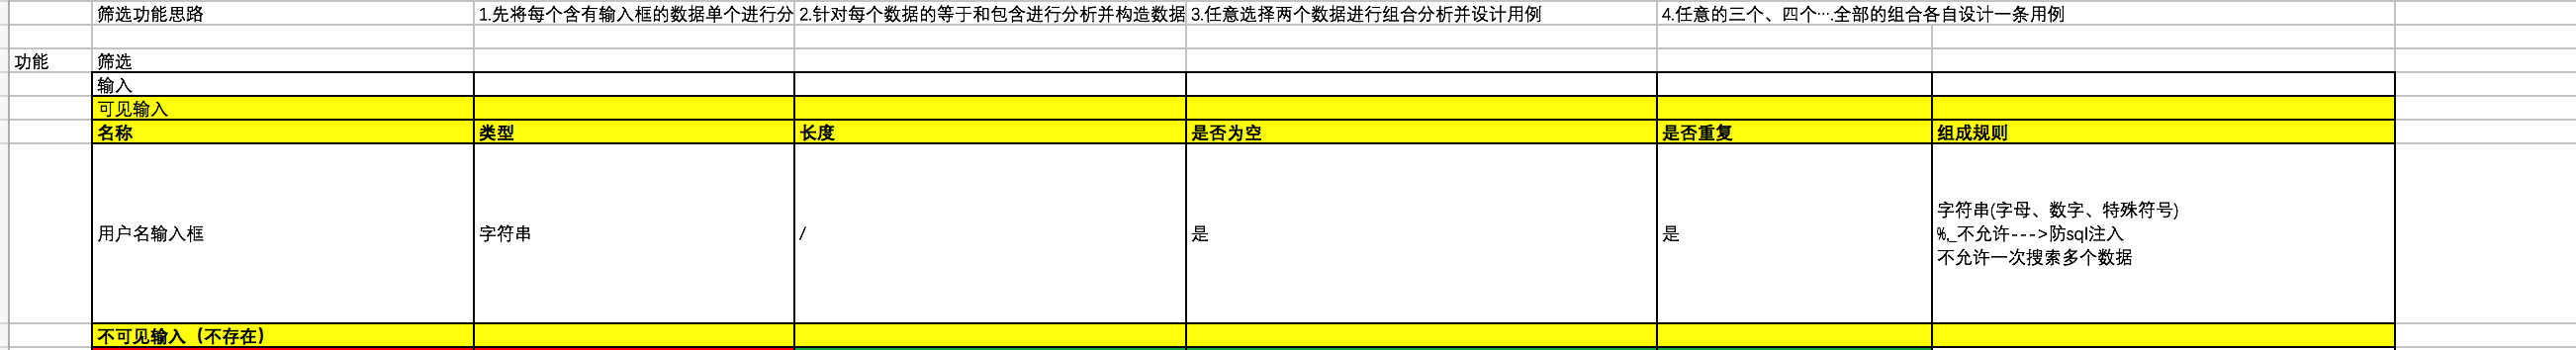 筛选功能思路 1.先将每个含有输入框的数据单个进行分 2.针对每个数据的等于和包含进行分析并构造数据 3.任意选择两个数据进行组合分析并设计用例 4.任意的三个、四个….全部的组合各自设计一条用例
功能 筛选
输入
可见输入
名称 类型 长度 是否为空 是否重复 组成规则
用户名输入框 字符串 / 是 是
字符串(字母、数字、特殊符号)
%,_不允许--->防sql注入
不允许一次搜索多个数据
不可见输入（不存在）